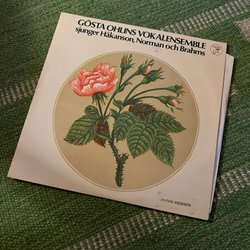 GÖSTA OHLINS VOKALENSEMBLE
sjunger Håkanson, Norman och Brahms